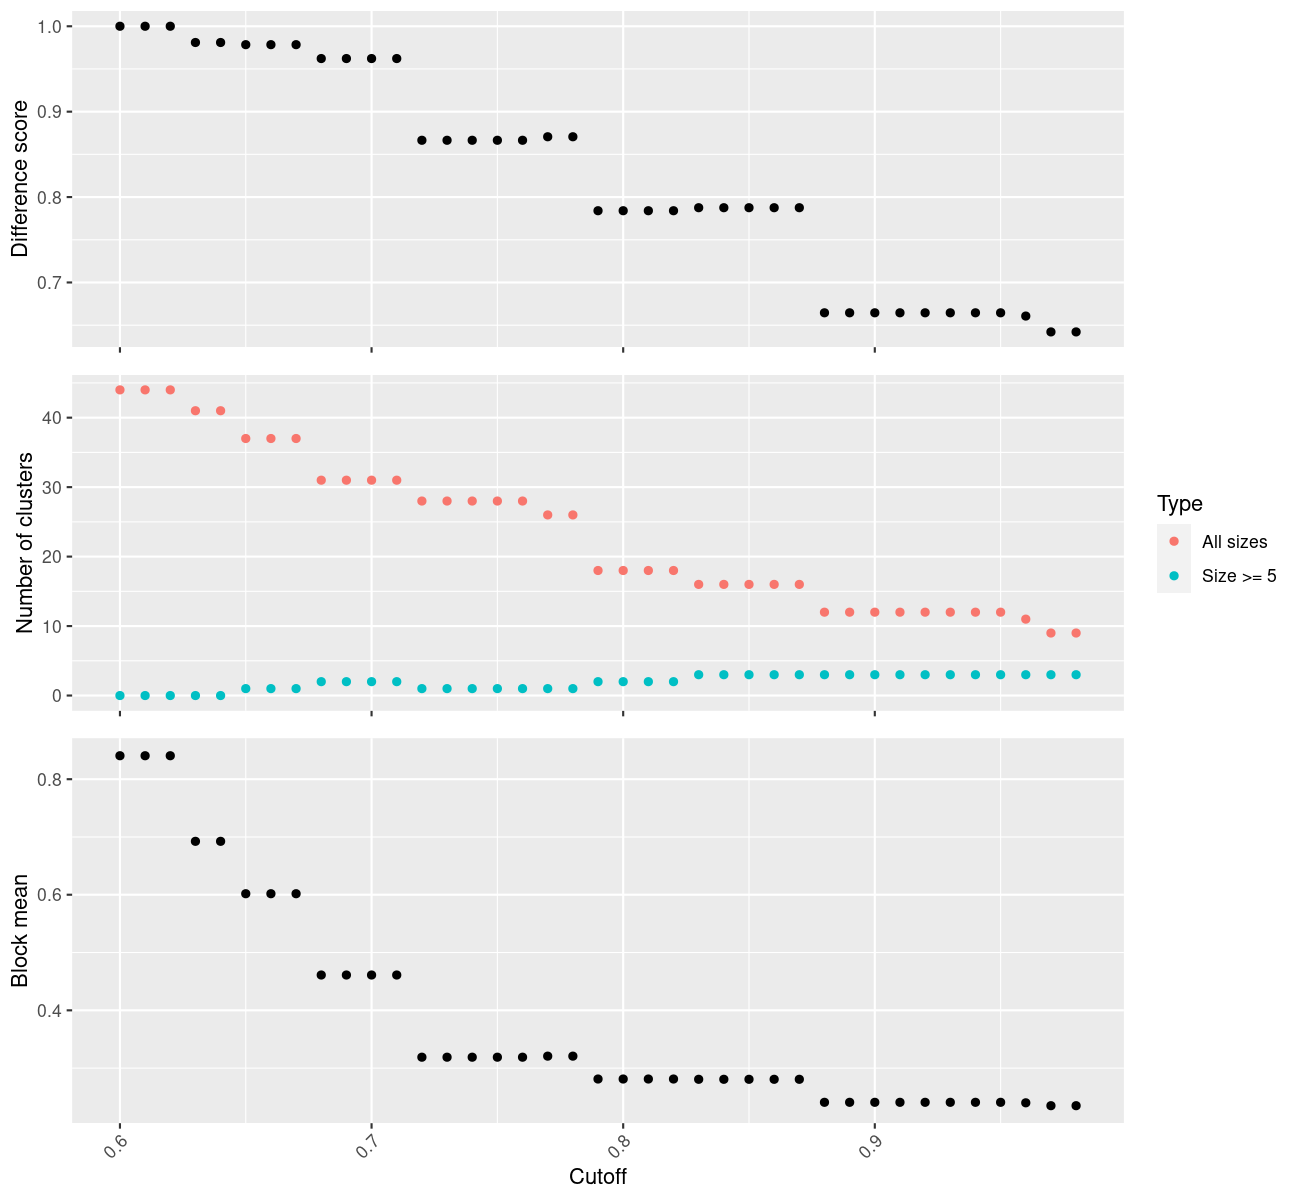 Difference score
1.0
0.9
0.8
0.7
Number of clusters
40
30
20
10
0
Type
All sizes
Size >= 5
Block mean
0.8
0.6
0.4
0.6
0.7
0.8
0.9
Cutoff